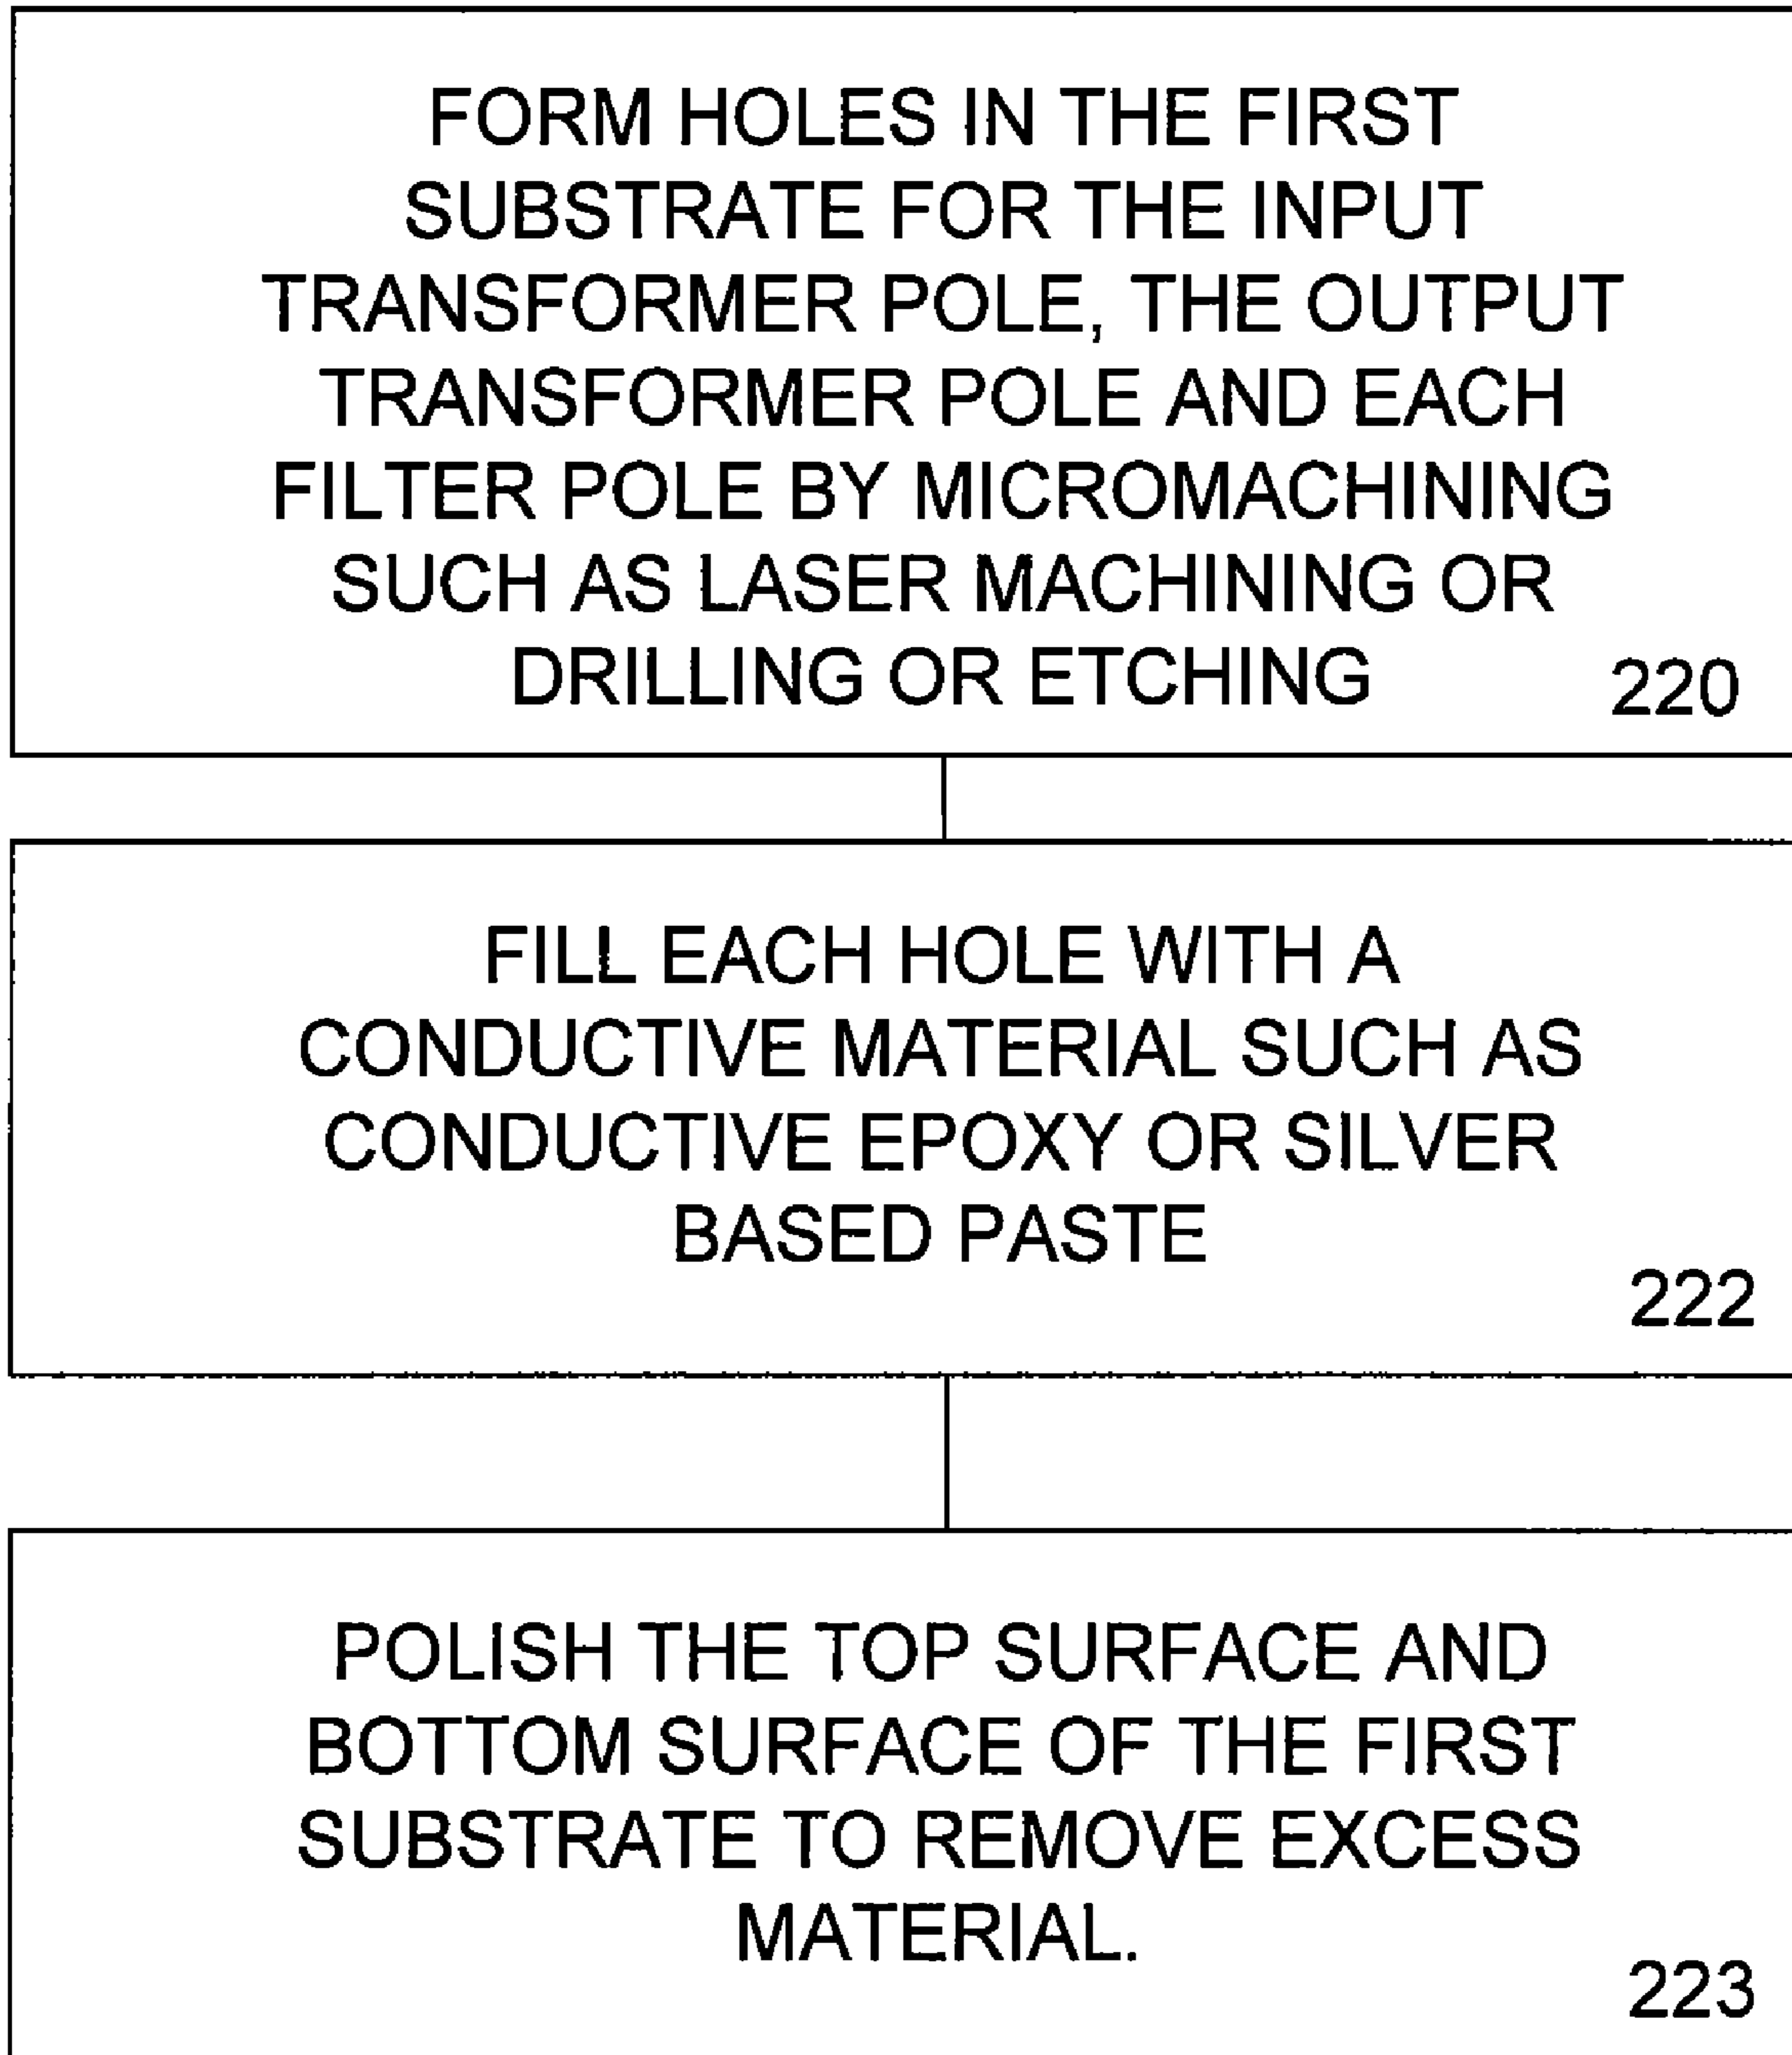 FORM HOLES IN THE FIRST
SUBSTRATE FOR THE INPUT
TRANSFORMER POLE, THE OUTPUT
TRANSFORMER POLE AND EACH
FILTER POLE BY MICROMACHINING
SUCH AS LASER MACHINING OR
DRILLING OR ETCHING 220
FILL EACH HOLE WITH A
CONDUCTIVE MATERIAL SUCH AS
CONDUCTIVE EPOXY OR SILVER
BASED PASTE
222
POLISH THE TOP SURFACE AND
BOTTOM SURFACE OF THE FIRST
SUBSTRATE TO REMOVE EXCESS
MATERIAL.
223